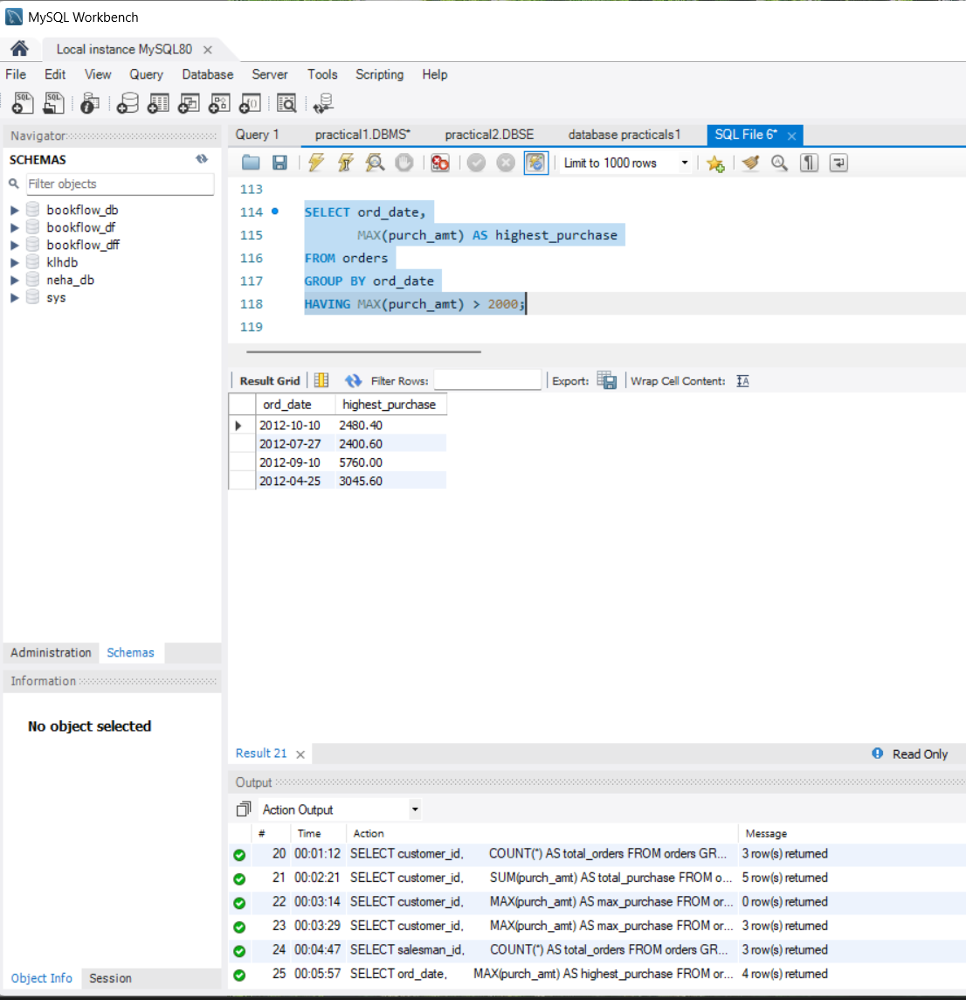 MySQL Workbench
Local instance MySQL80
File Edit View Query Database Server Tools Scripting Help
Navigator
SCHEMAS
Filter objects
bookflow_db
bookflow_df
bookflow_dff
klhdb
neha_db
sys
Administration Schemas
Information
No object selected
Object Info Session
Query 1 practical1.DBMS* practical2.DBSE database practicals1 SQL File 6*
Limit to 1000 rows
113
114 SELECT ord_date,
115 MAX(purch_amt) AS highest_purchase
116 FROM orders
117 GROUP BY ord_date
118 HAVING MAX(purch_amt) > 2000;
119
Result Grid Filter Rows: Export: Wrap Cell Content:
ord_date highest_purchase
2012-10-10 2480.40
2012-07-27 2400.60
2012-09-10 5760.00
2012-04-25 3045.60
Result 21 Read Only
Output
Action Output
# Time Action Message
20 00:01:12 SELECT customer_id, COUNT(*) AS total_orders FROM orders GR... 3 row(s) returned
21 00:02:21 SELECT customer_id, SUM(purch_amt) AS total_purchase FROM o... 5 row(s) returned
22 00:03:14 SELECT customer_id, MAX(purch_amt) AS max_purchase FROM or... 0 row(s) returned
23 00:03:29 SELECT customer_id, MAX(purch_amt) AS max_purchase FROM or... 3 row(s) returned
24 00:04:47 SELECT salesman_id, COUNT(*) AS total_orders FROM orders GR... 3 row(s) returned
25 00:05:57 SELECT ord_date, MAX(purch_amt) AS highest_purchase FROM or... 4 row(s) returned